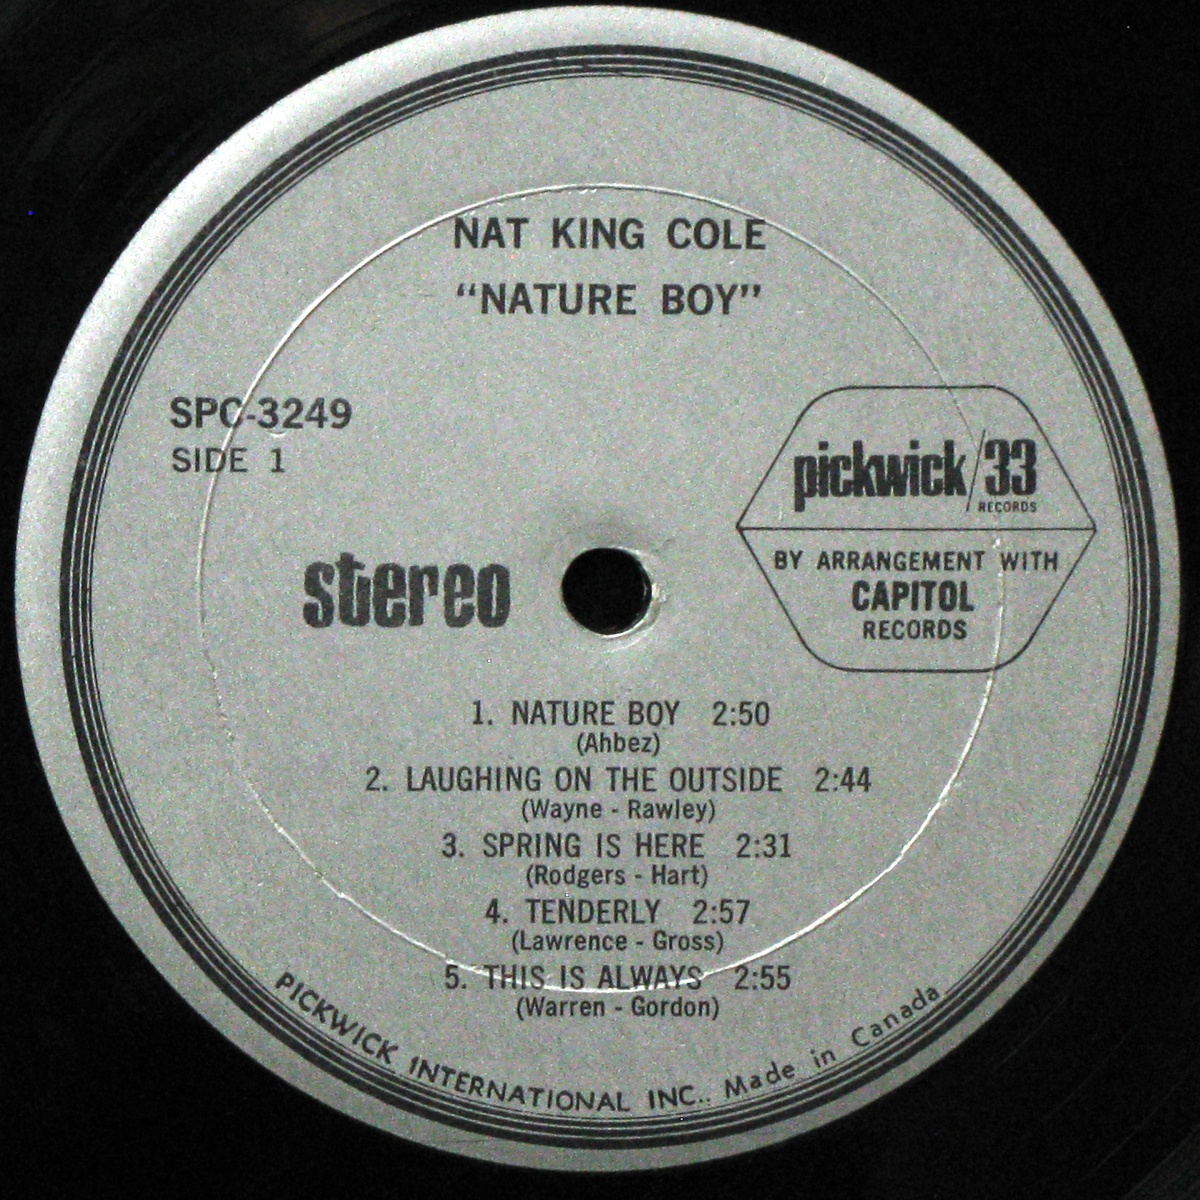 NAT KING COLE
“NATURE BOY”
SPC-3249
SIDE 1
pickwick/33
RECORDS
BY ARRANGEMENT WITH
CAPITOL
RECORDS
stereo
1. NATURE BOY 2:50
(Ahbez)
2. LAUGHING ON THE OUTSIDE 2:44
(Wayne - Rawley)
3. SPRING IS HERE 2:31
(Rodgers - Hart)
4. TENDERLY 2:57
(Lawrence - Gross)
5. THIS IS ALWAYS 2:55
(Warren - Gordon)
PICKWICK INTERNATIONAL INC.. Made in Canada